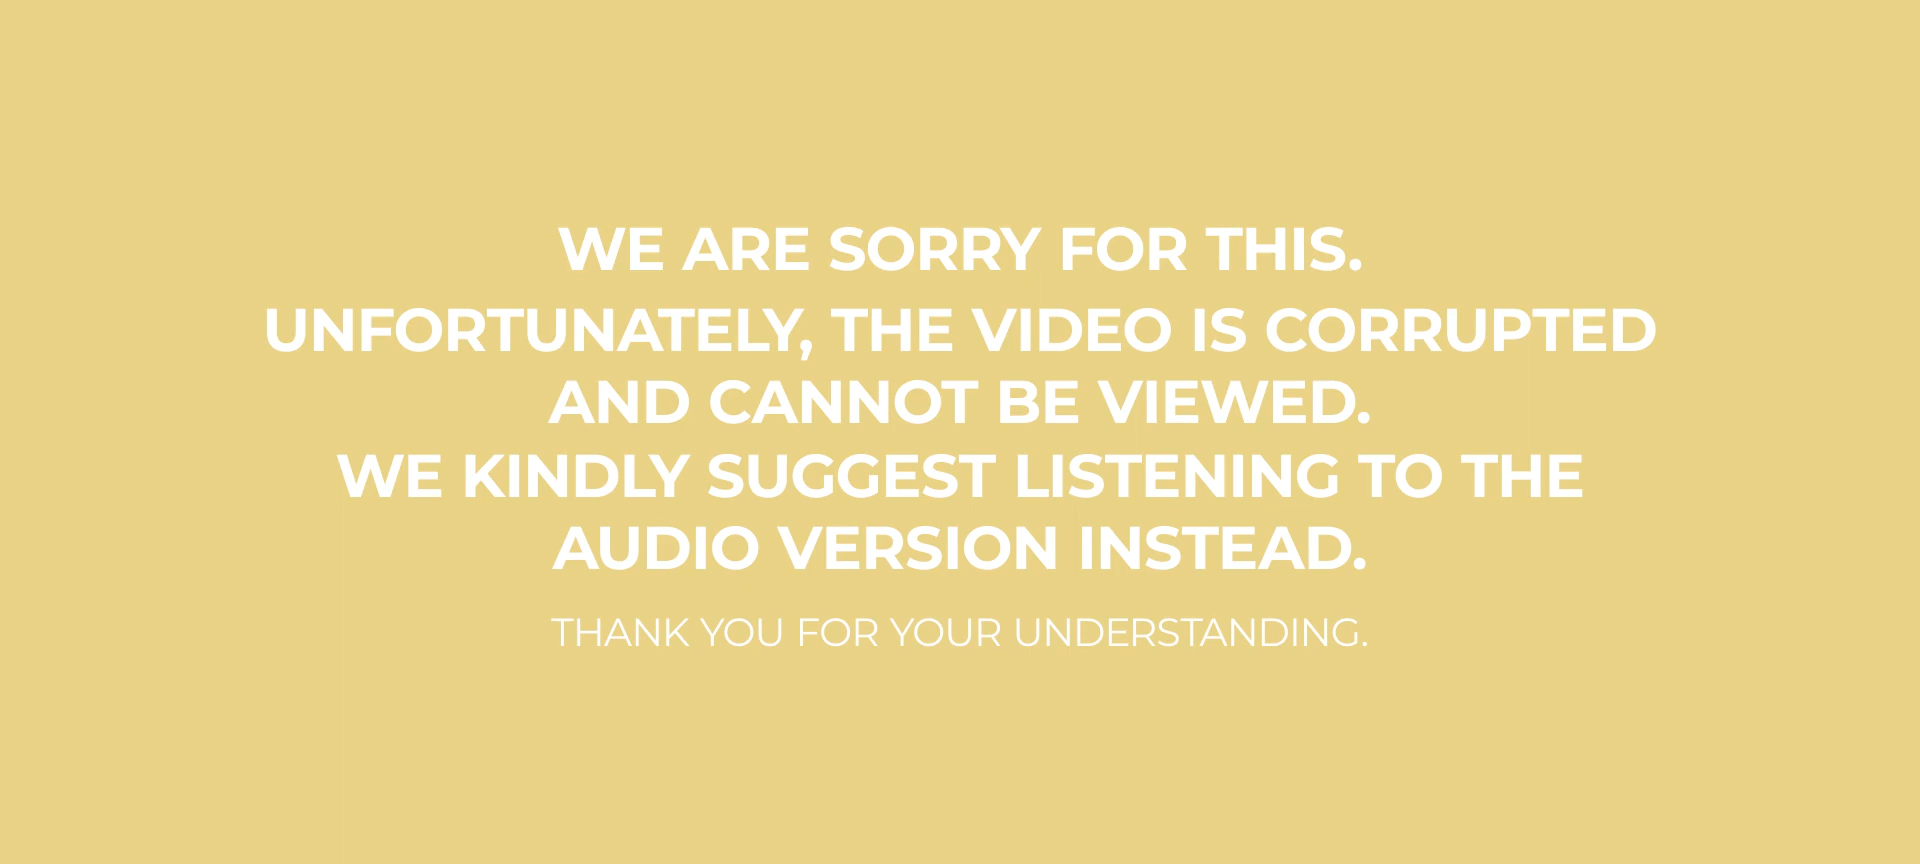 WE ARE SORRY FOR THIS.
UNFORTUNATELY, THE VIDEO IS CORRUPTED
AND CANNOT BE VIEWED.
WE KINDLY SUGGEST LISTENING TO THE
AUDIO VERSION INSTEAD.
THANK YOU FOR YOUR UNDERSTANDING.